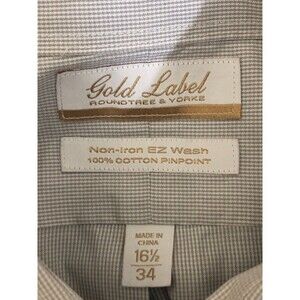 Gold Label
ROUNDTREE & YORKE
Non-Iron EZ Wash
100% COTTON PINPOINT
MADE IN
CHINA
16½
34